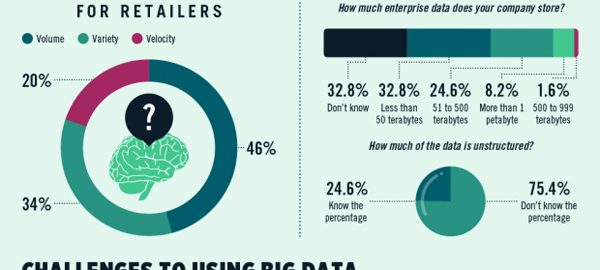 FOR RETAILERS
Volume
Variety
Velocity
20%
?
46%
34%
How much enterprise data does your company store?
32.8%
Don't know
32.8%
Less than
50 terabytes
24.6%
51 to 500
terabytes
8.2%
More than 1
petabyte
1.6%
500 to 999
terabytes
How much of the data is unstructured?
24.6%
Know the
percentage
75.4%
Don't know the
percentage
CHALLENGES TO USING BIG DATA